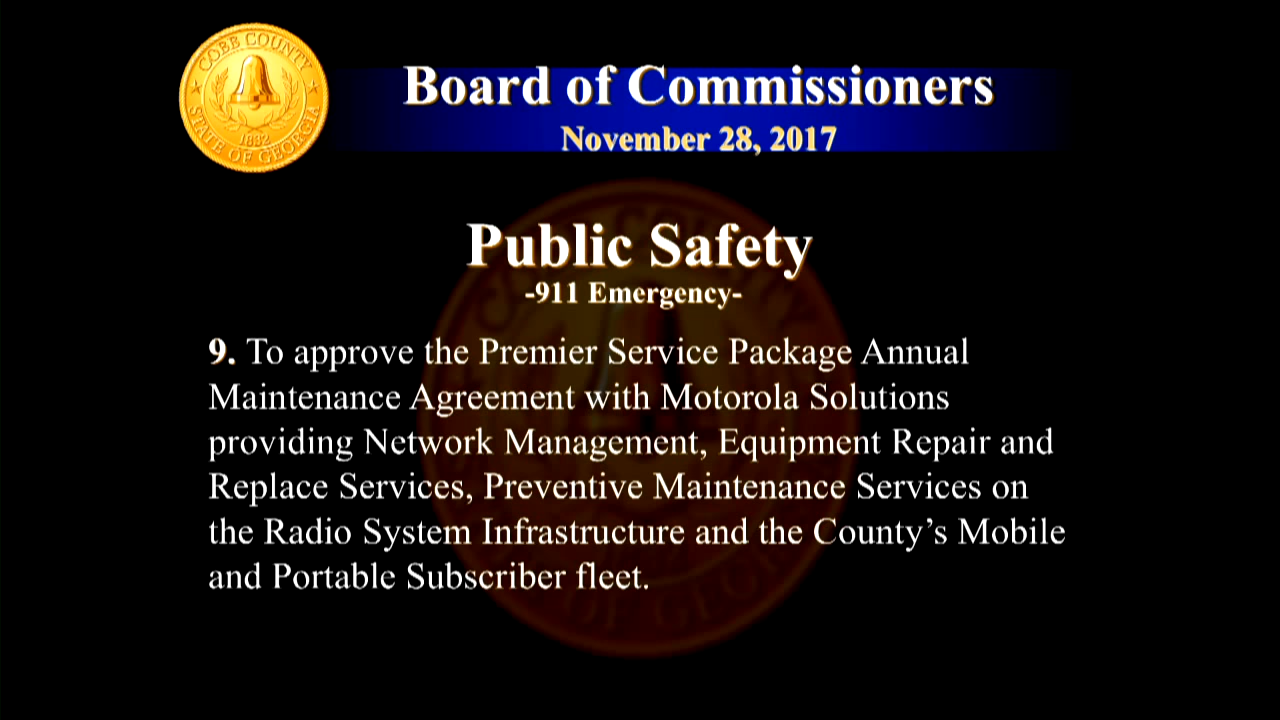 COBB COUNTY
1832
STATE OF GEORGIA
Board of Commissioners
November 28, 2017
Public Safety
-911 Emergency-
9. To approve the Premier Service Package Annual
Maintenance Agreement with Motorola Solutions
providing Network Management, Equipment Repair and
Replace Services, Preventive Maintenance Services on
the Radio System Infrastructure and the County’s Mobile
and Portable Subscriber fleet.